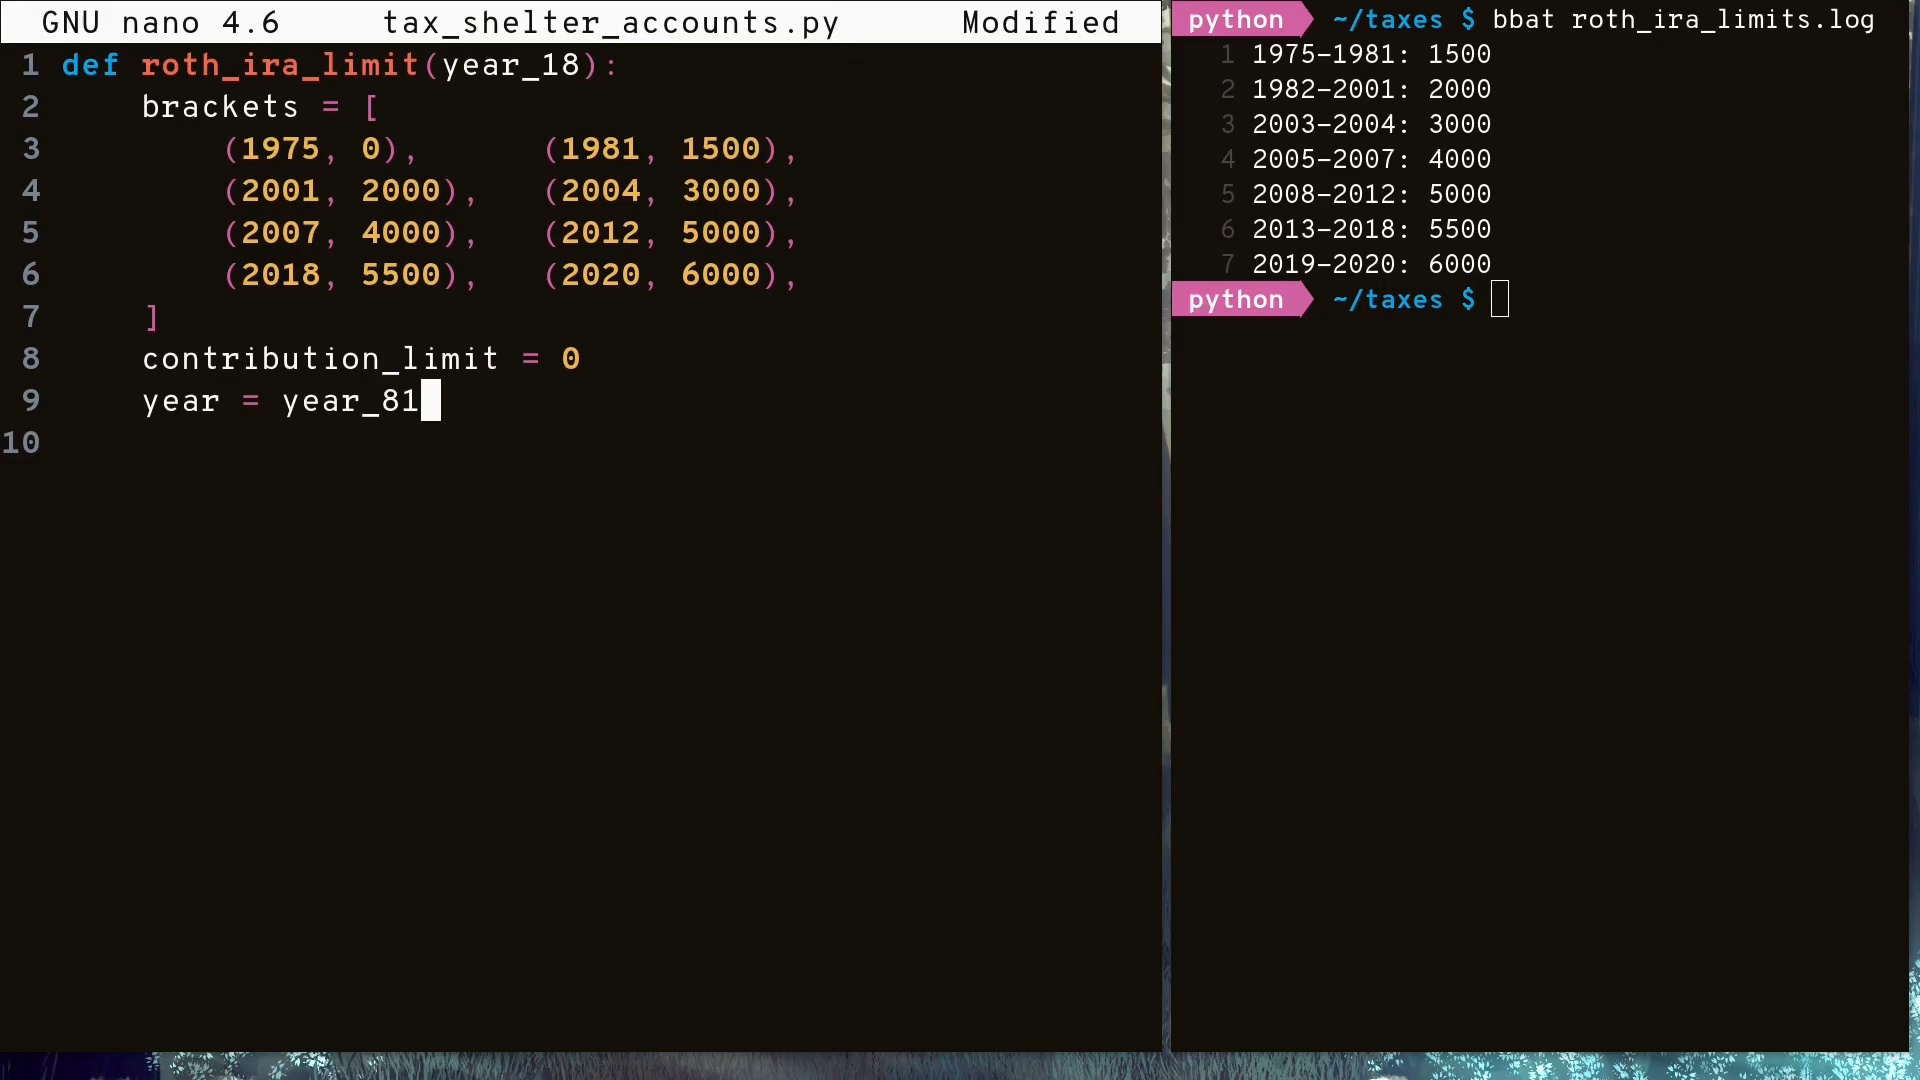 GNU nano 4.6 tax_shelter_accounts.py Modified
1 def roth_ira_limit(year_18):
2 brackets = [
3 (1975, 0), (1981, 1500),
4 (2001, 2000), (2004, 3000),
5 (2007, 4000), (2012, 5000),
6 (2018, 5500), (2020, 6000),
7 ]
8 contribution_limit = 0
9 year = year_81
10
python ~/taxes $ bbat roth_ira_limits.log
1 1975-1981: 1500
2 1982-2001: 2000
3 2003-2004: 3000
4 2005-2007: 4000
5 2008-2012: 5000
6 2013-2018: 5500
7 2019-2020: 6000
python ~/taxes $